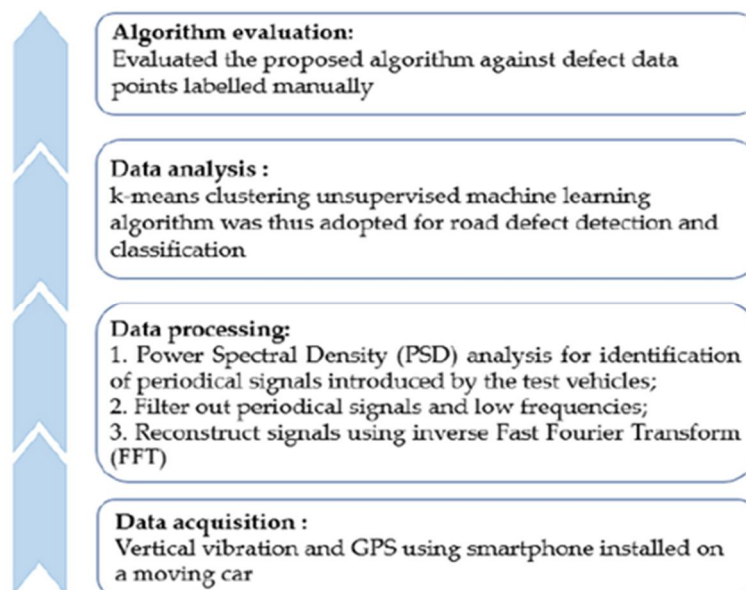 Algorithm evaluation:
Evaluated the proposed algorithm against defect data
points labelled manually
Data analysis :
k-means clustering unsupervised machine learning
algorithm was thus adopted for road defect detection and
classification
Data processing:
1. Power Spectral Density (PSD) analysis for identification
of periodical signals introduced by the test vehicles;
2. Filter out periodical signals and low frequencies;
3. Reconstruct signals using inverse Fast Fourier Transform
(FFT)
Data acquisition :
Vertical vibration and GPS using smartphone installed on
a moving car